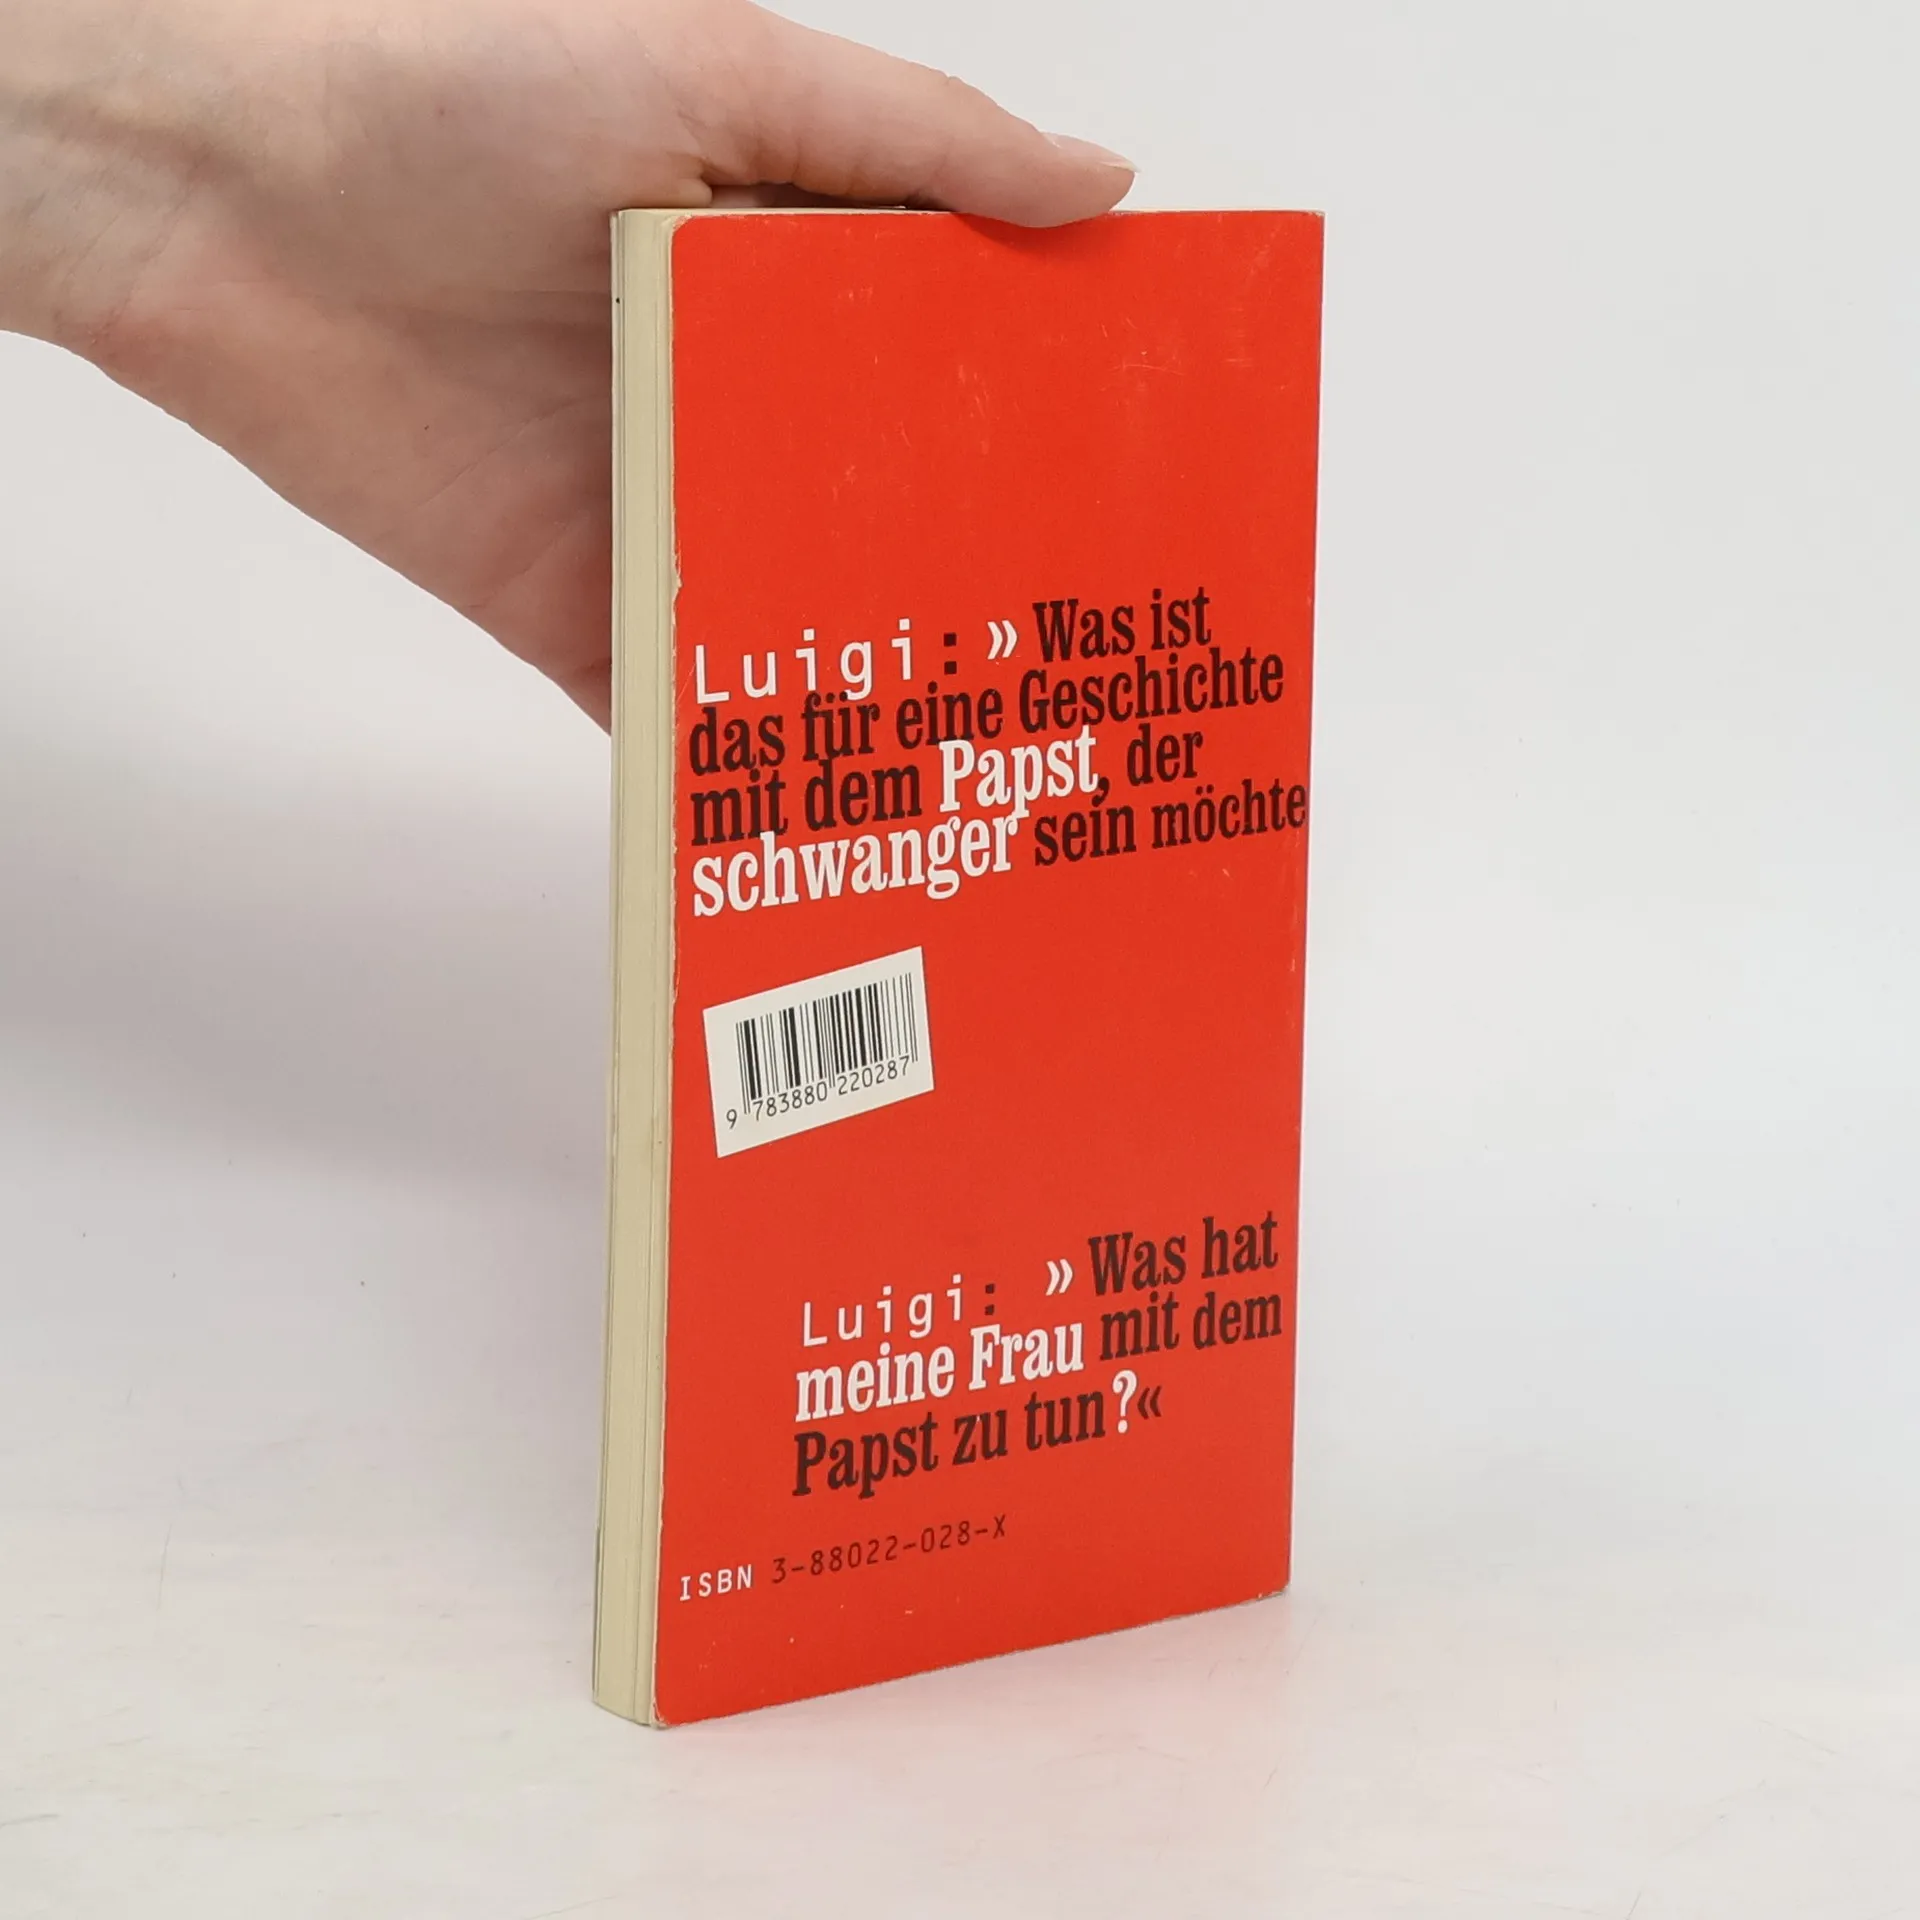 Luigi: » Was ist
das für eine Geschichte
mit dem Papst, der
schwanger sein möchte
9 783880 220287
Luigi: » Was hat
meine Frau mit dem
Papst zu tun?«
ISBN 3-88022-028-X